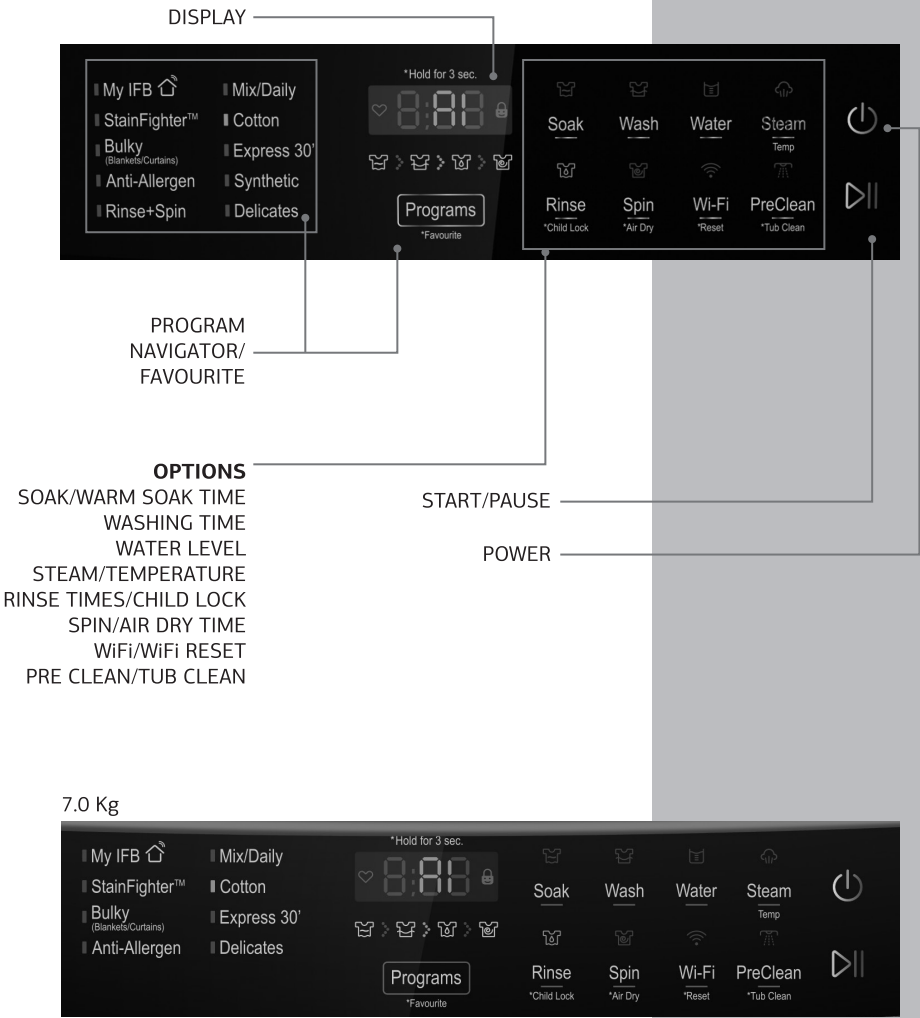 DISPLAY
*Hold for 3 sec.
My IFB
Mix/Daily
StainFighter™
Cotton
Bulky
(Blankets/Curtains)
Express 30'
Anti-Allergen
Synthetic
Rinse+Spin
Delicates
8:AI8
Programs
*Favourite
Soak
Wash
Water
Steam
Temp
Rinse
Spin
Wi-Fi
PreClean
*Child Lock
*Air Dry
*Reset
*Tub Clean
PROGRAM
NAVIGATOR/
FAVOURITE
OPTIONS
SOAK/WARM SOAK TIME
WASHING TIME
WATER LEVEL
STEAM/TEMPERATURE
RINSE TIMES/CHILD LOCK
SPIN/AIR DRY TIME
WiFi/WiFi RESET
PRE CLEAN/TUB CLEAN
START/PAUSE
POWER
7.0 Kg
My IFB
Mix/Daily
StainFighter™
Cotton
Bulky
(Blankets/Curtains)
Express 30'
Anti-Allergen
Delicates
*Hold for 3 sec.
8:AI8
Programs
*Favourite
Soak
Wash
Water
Steam
Temp
Rinse
Spin
Wi-Fi
PreClean
*Child Lock
*Air Dry
*Reset
*Tub Clean